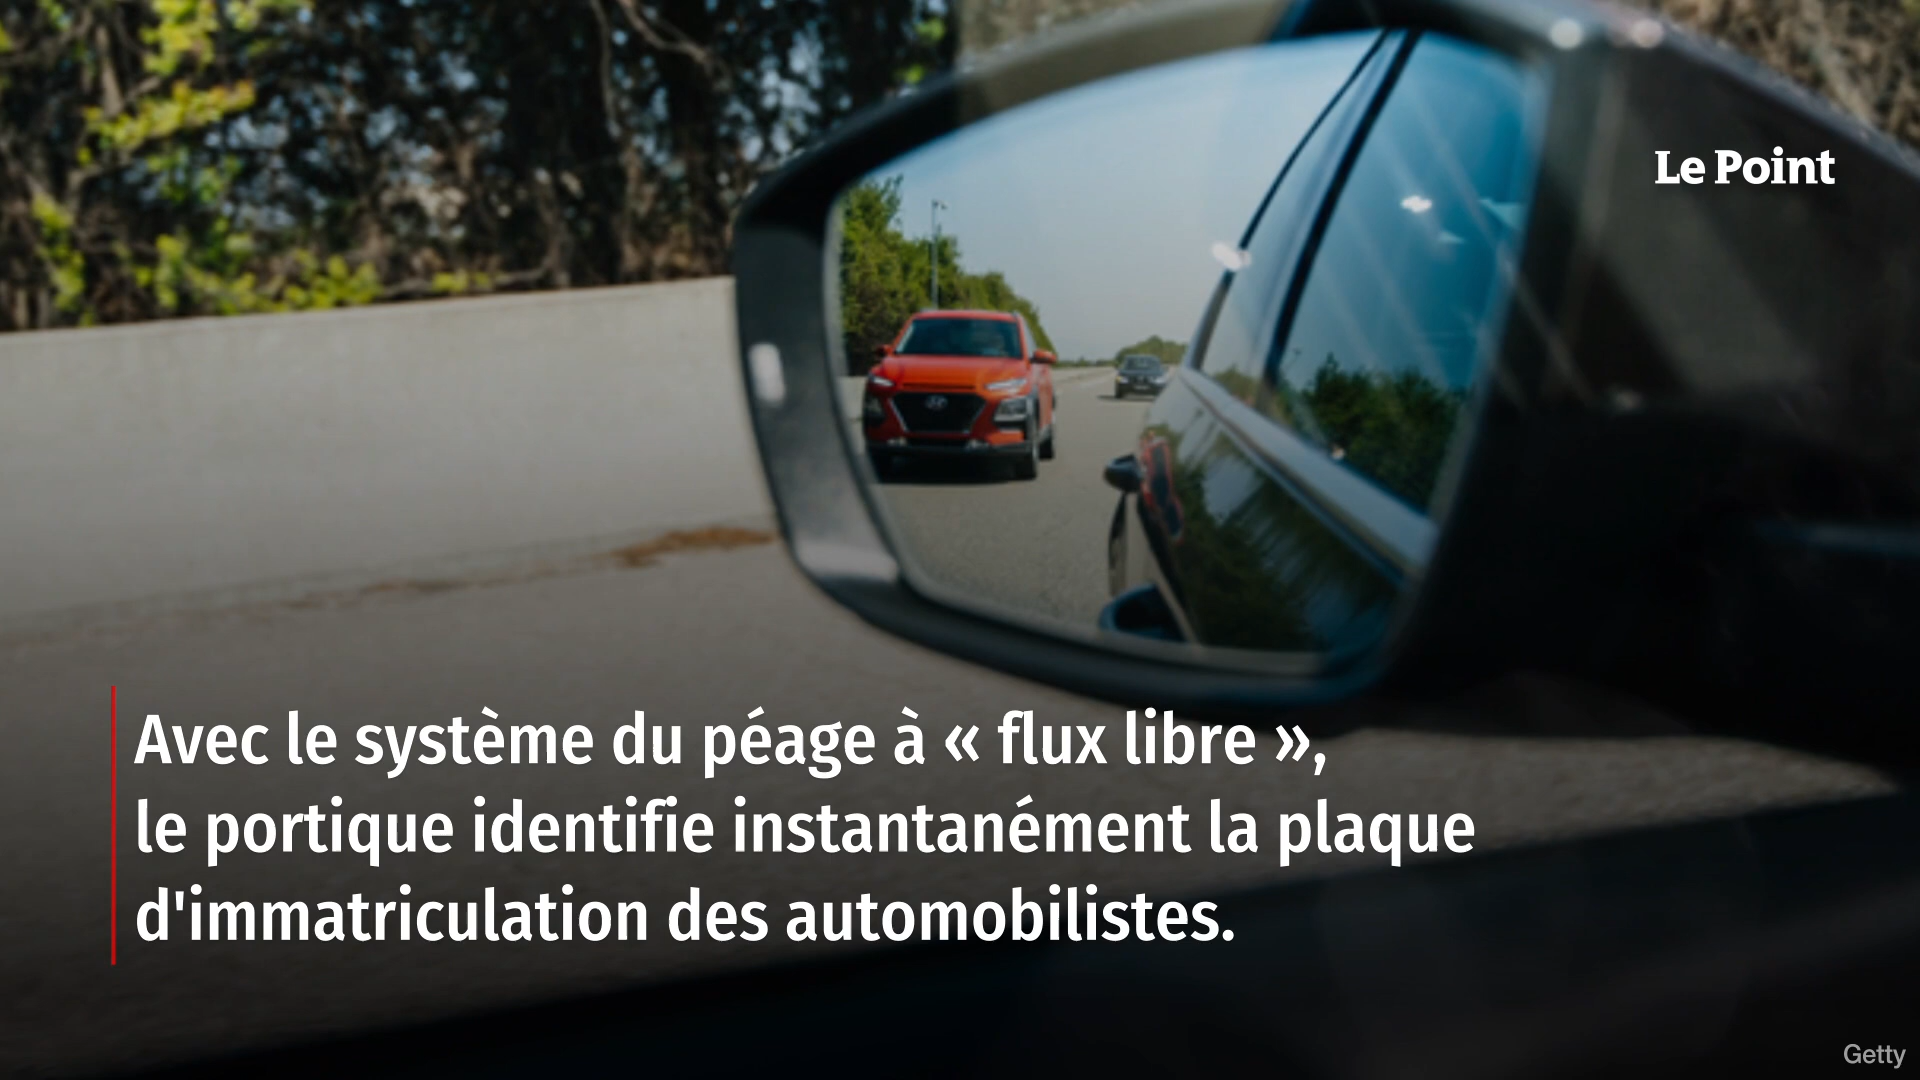 Le Point
Avec le système du péage à « flux libre »,
le portique identifie instantanément la plaque
d'immatriculation des automobilistes.
Getty